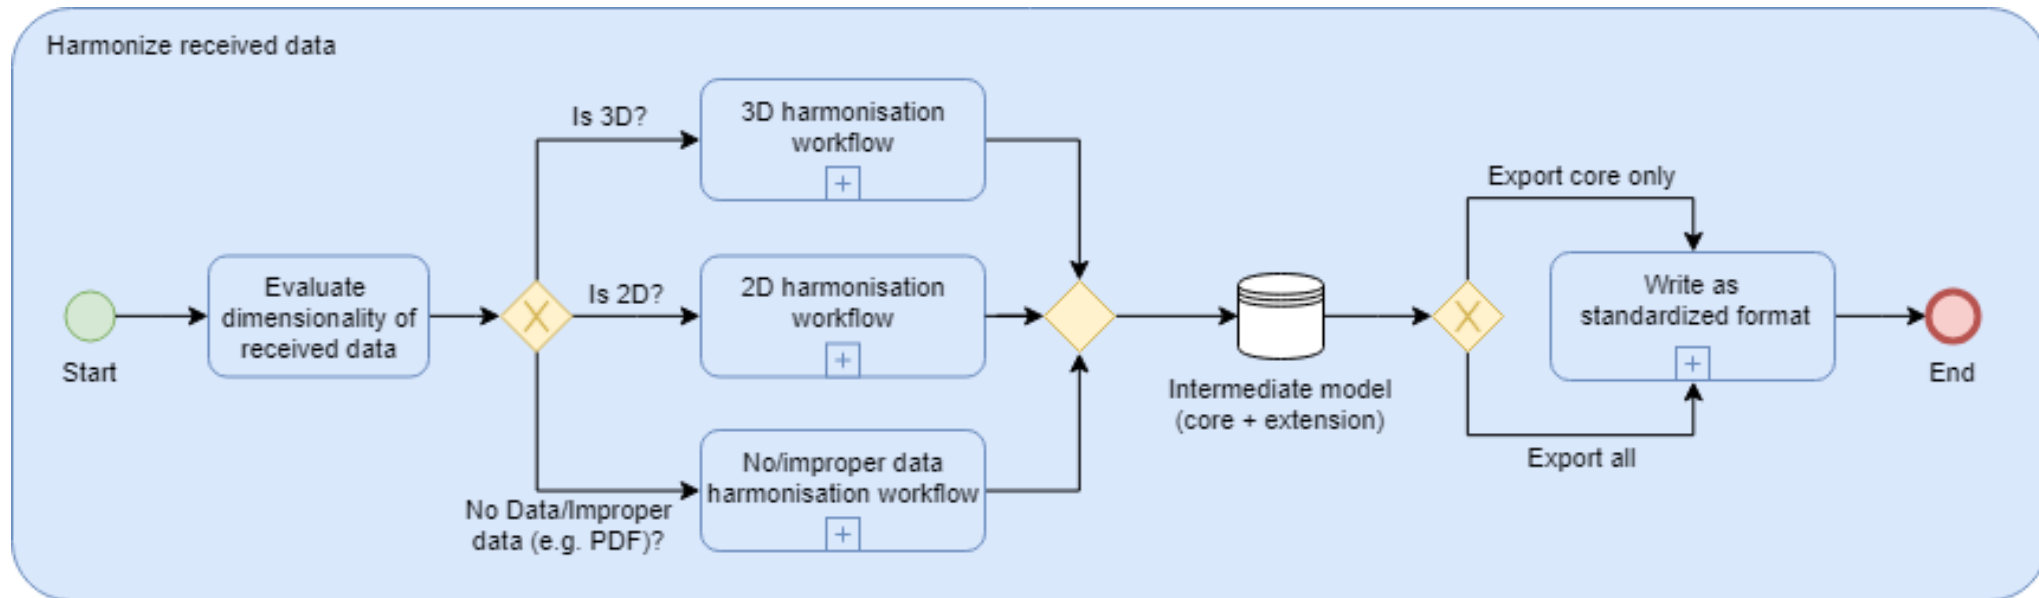 Harmonize received data
Start
Evaluate
dimensionality of
received data
Is 3D?
3D harmonisation
workflow
Is 2D?
2D harmonisation
workflow
No Data/Improper
data (e.g. PDF)?
No/improper data
harmonisation workflow
Intermediate model
(core + extension)
Export core only
Export all
Write as
standardized format
End